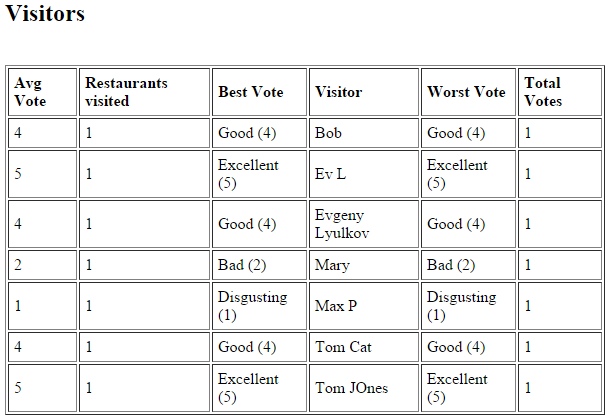 Visitors
Avg Vote Restaurants visited Best Vote Visitor Worst Vote Total Votes
4 1 Good (4) Bob Good (4) 1
5 1 Excellent (5) Ev L Excellent (5) 1
4 1 Good (4) Evgeny Lyulkov Good (4) 1
2 1 Bad (2) Mary Bad (2) 1
1 1 Disgusting (1) Max P Disgusting (1) 1
4 1 Good (4) Tom Cat Good (4) 1
5 1 Excellent (5) Tom JOnes Excellent (5) 1